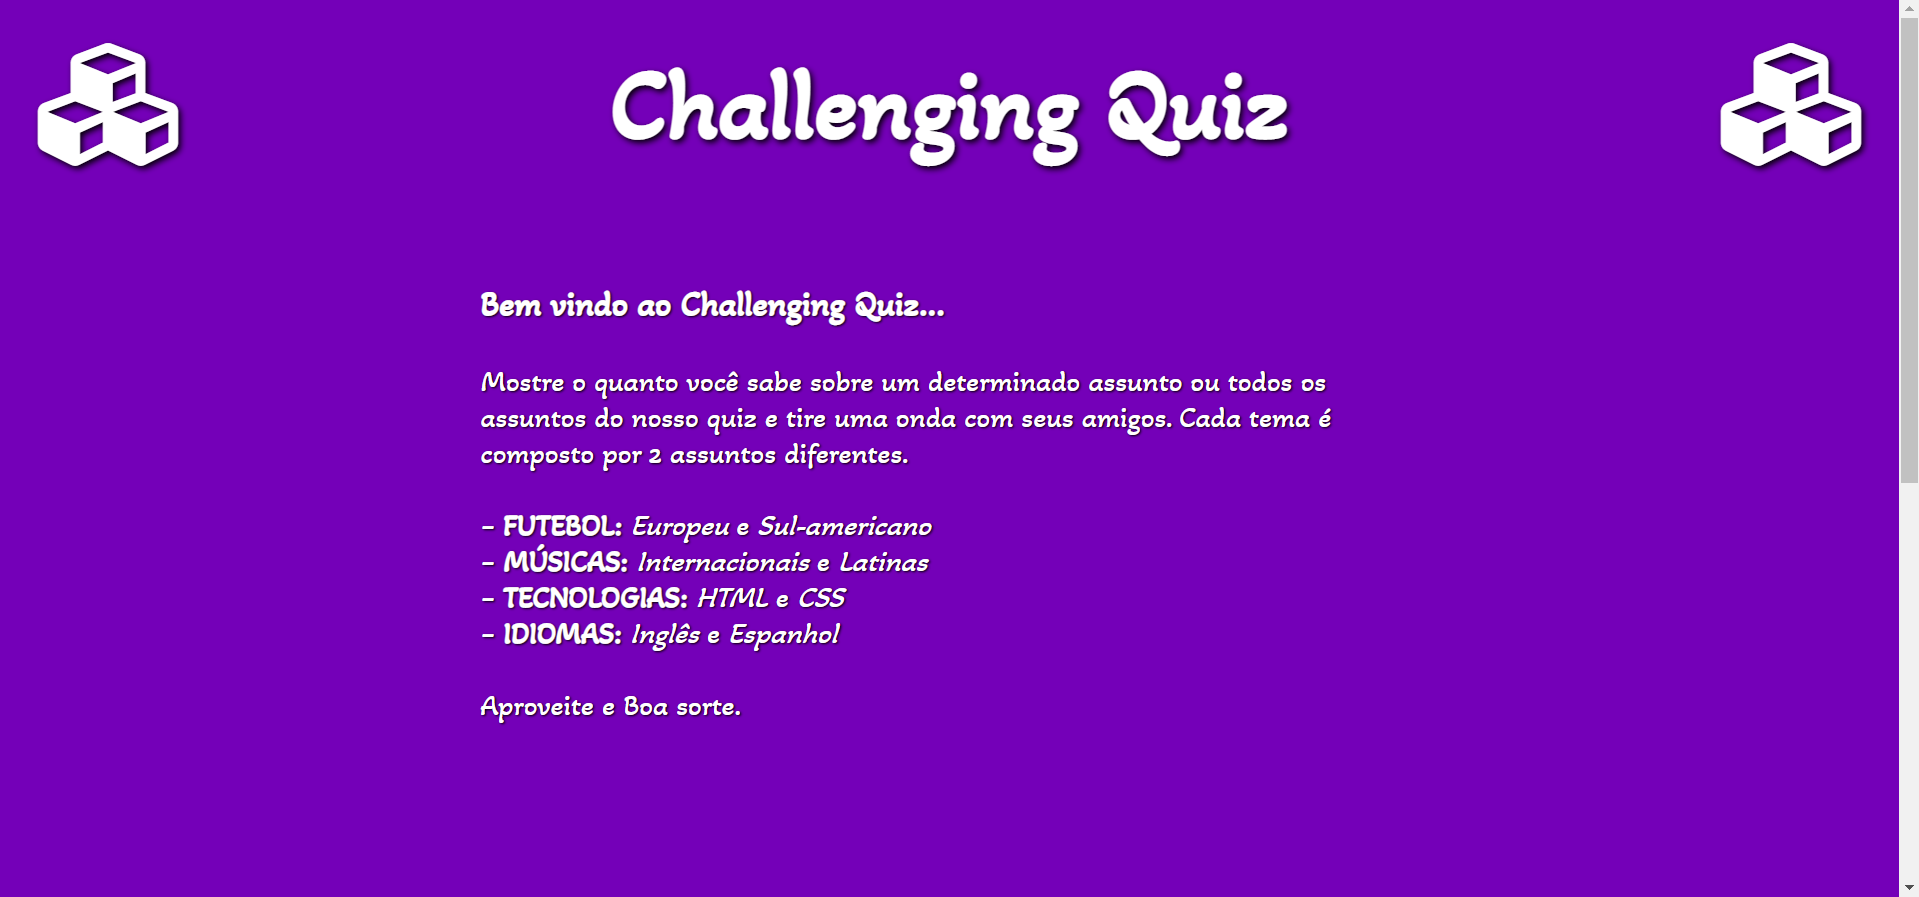 Challenging Quiz
Bem vindo ao Challenging Quiz...
Mostre o quanto você sabe sobre um determinado assunto ou todos os
assuntos do nosso quiz e tire uma onda com seus amigos. Cada tema é
composto por 2 assuntos diferentes.
- FUTEBOL: Europeu e Sul-americano
- MÚSICAS: Internacionais e Latinas
- TECNOLOGIAS: HTML e CSS
- IDIOMAS: Inglês e Espanhol
Aproveite e Boa sorte.